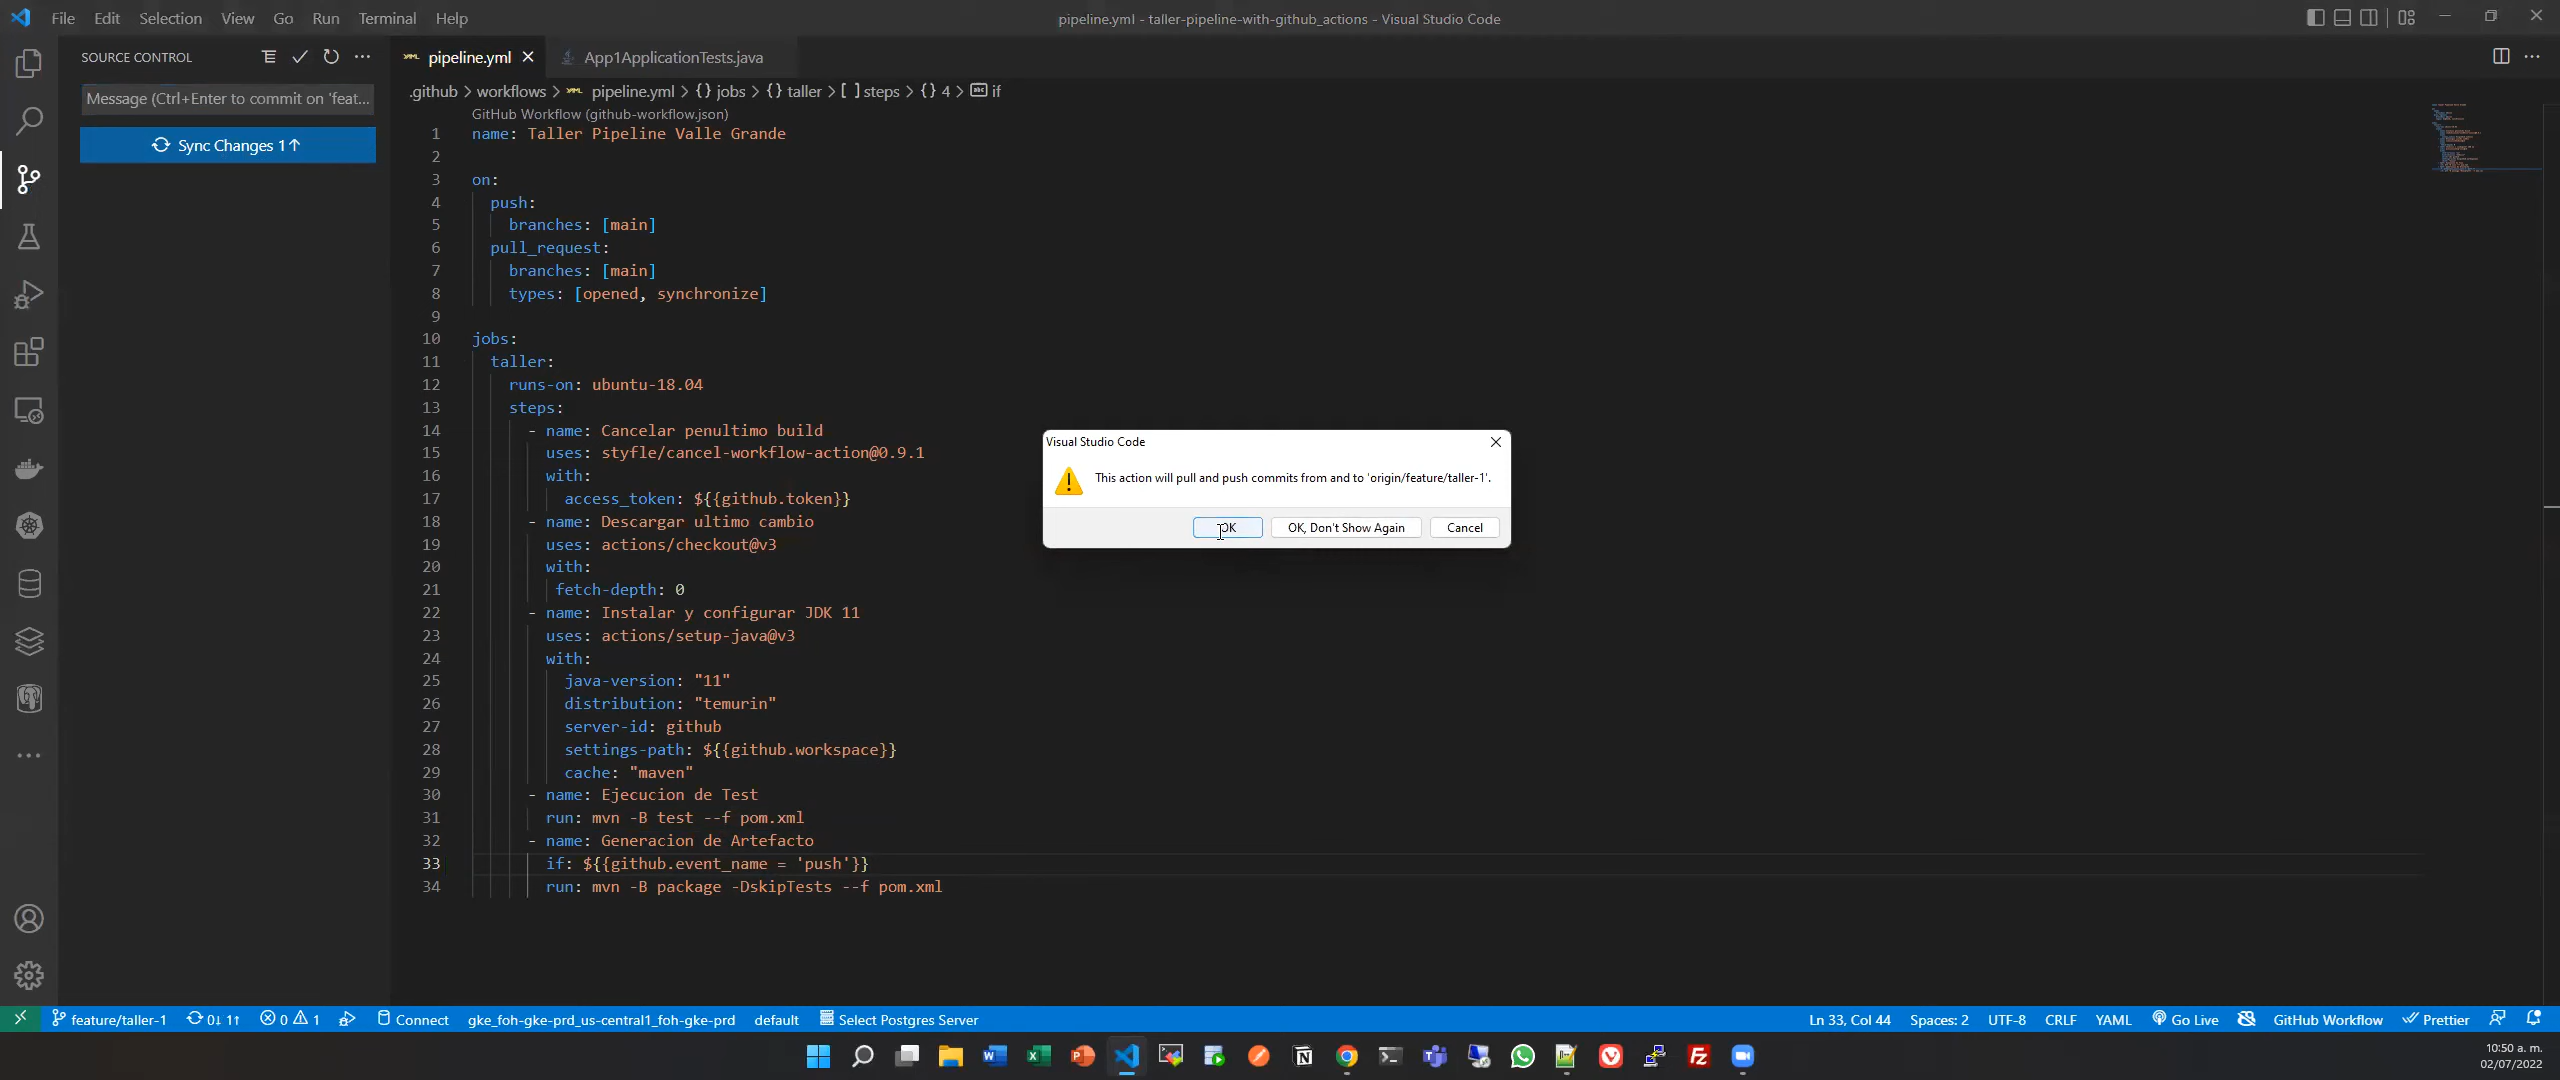 File Edit Selection View Go Run Terminal Help
pipeline.yml - taller-pipeline-with-github_actions - Visual Studio Code
SOURCE CONTROL
Message (Ctrl+Enter to commit on 'feat...
Sync Changes 1↑
pipeline.yml
App1ApplicationTests.java
.github > workflows > pipeline.yml > {} jobs > {} taller > [ ] steps > {} 4 > if
GitHub Workflow (github-workflow.json)
1 name: Taller Pipeline Valle Grande
2
3 on:
4 push:
5 branches: [main]
6 pull_request:
7 branches: [main]
8 types: [opened, synchronize]
9
10 jobs:
11 taller:
12 runs-on: ubuntu-18.04
13 steps:
14 - name: Cancelar penultimo build
15 uses: styfle/cancel-workflow-action@0.9.1
16 with:
17 access_token: ${{github.token}}
18 - name: Descargar ultimo cambio
19 uses: actions/checkout@v3
20 with:
21 fetch-depth: 0
22 - name: Instalar y configurar JDK 11
23 uses: actions/setup-java@v3
24 with:
25 java-version: "11"
26 distribution: "temurin"
27 server-id: github
28 settings-path: ${{github.workspace}}
29 cache: "maven"
30 - name: Ejecucion de Test
31 run: mvn -B test --f pom.xml
32 - name: Generacion de Artefacto
33 if: ${{github.event_name = 'push'}}
34 run: mvn -B package -DskipTests --f pom.xml
Visual Studio Code
This action will pull and push commits from and to 'origin/feature/taller-1'.
OK
OK, Don't Show Again
Cancel
feature/taller-1 0↓ 1↑ 0 1 Connect gke_foh-gke-prd_us-central1_foh-gke-prd default Select Postgres Server
Ln 33, Col 44 Spaces: 2 UTF-8 CRLF YAML Go Live GitHub Workflow Prettier
10:50 a. m.
02/07/2022